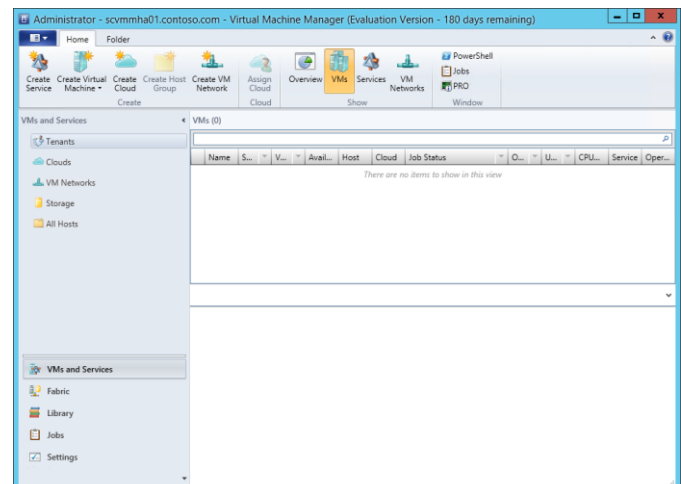 Administrator - scvmmha01.contoso.com - Virtual Machine Manager (Evaluation Version - 180 days remaining)
Home Folder
Create Service
Create Virtual Machine
Create Cloud
Create Host Group
Create VM Network
Assign Cloud
Overview
VMs
Services
VM Networks
PowerShell
Jobs
PRO
Create Cloud Show Window
VMs and Services
VMs (0)
Tenants
Clouds
VM Networks
Storage
All Hosts
Name S... V... Avail... Host Cloud Job Status O... U... CPU... Service Oper...
There are no items to show in this view
VMs and Services
Fabric
Library
Jobs
Settings